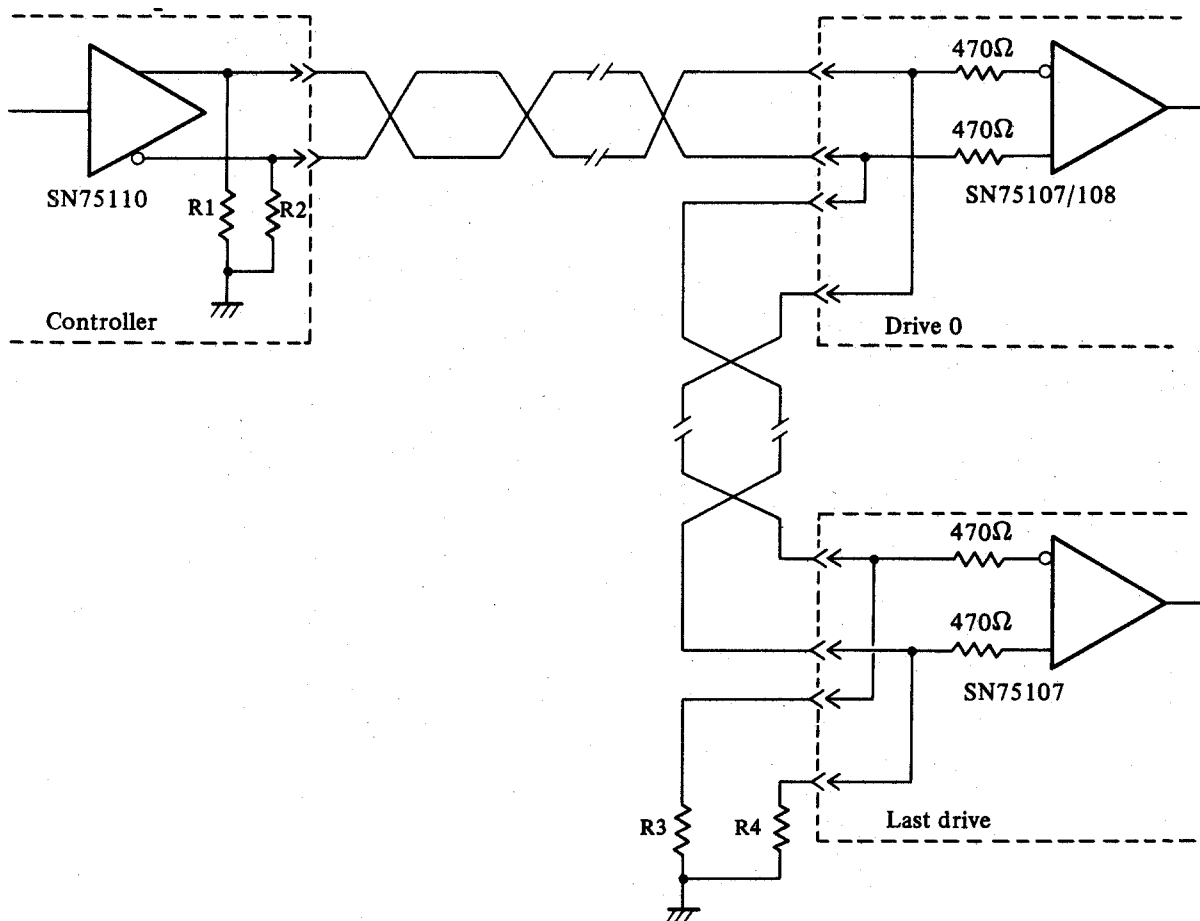 470Ω
470Ω
SN75110
R1
R2
SN75107/108
Controller
Drive 0
470Ω
470Ω
SN75107
R3
R4
Last drive